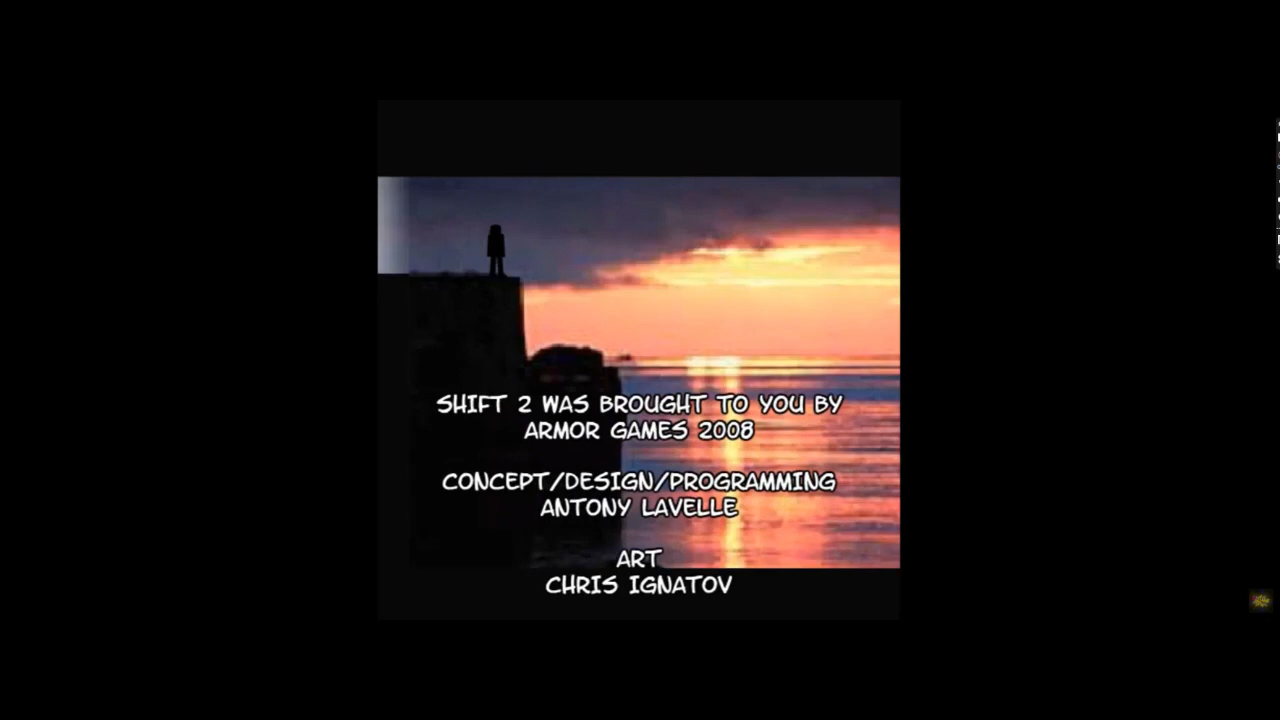 SHIFT 2 WAS BROUGHT TO YOU BY
ARMOR GAMES 2008
CONCEPT/DESIGN/PROGRAMMING
ANTONY LAVELLE
ART
CHRIS IGNATOV